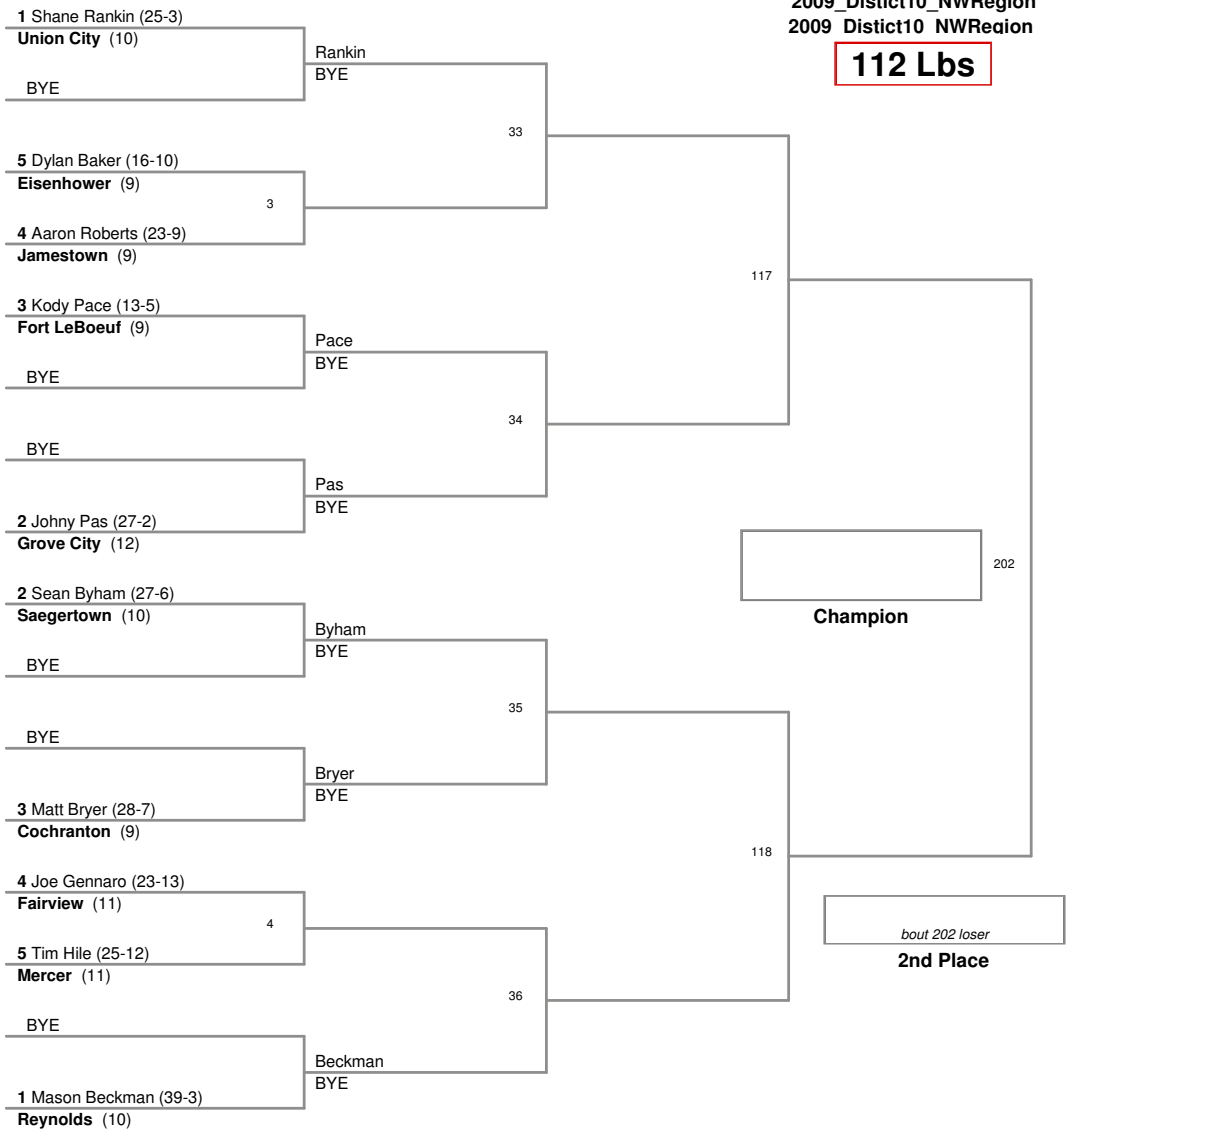 2009_Distict10_NWRegion
2009_Distict10_NWRegion
112 Lbs
1 Shane Rankin (25-3)
Union City (10)
Rankin
BYE
BYE
33
5 Dylan Baker (16-10)
Eisenhower (9)
3
4 Aaron Roberts (23-9)
Jamestown (9)
117
3 Kody Pace (13-5)
Fort LeBoeuf (9)
Pace
BYE
BYE
34
BYE
Pas
BYE
2 Johny Pas (27-2)
Grove City (12)
202
Champion
2 Sean Byham (27-6)
Saegertown (10)
Byham
BYE
BYE
35
BYE
Bryer
BYE
3 Matt Bryer (28-7)
Cochranton (9)
118
4 Joe Gennaro (23-13)
Fairview (11)
4
bout 202 loser
2nd Place
5 Tim Hile (25-12)
Mercer (11)
36
BYE
Beckman
BYE
1 Mason Beckman (39-3)
Reynolds (10)